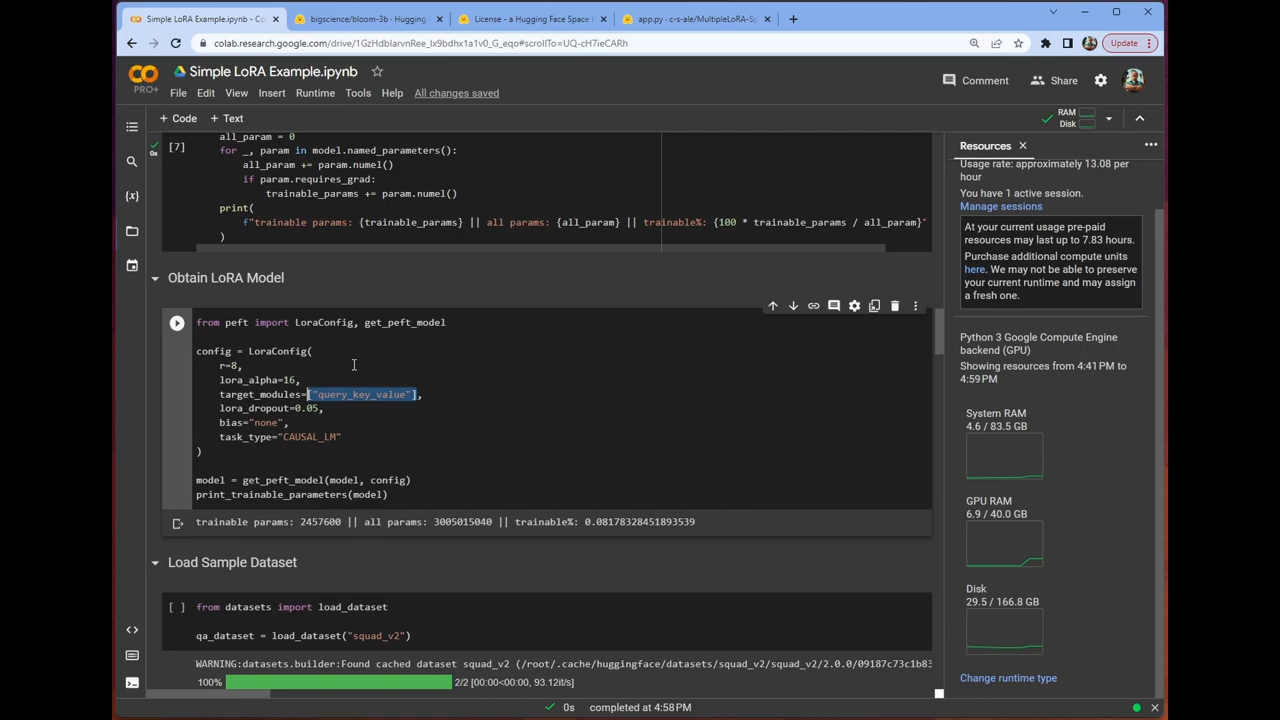 Simple LoRA Example.ipynb - Co
bigscience/bloom-3b · Hugging
License - a Hugging Face Space
app.py · c-s-ale/MultipleLoRA-Sp
colab.research.google.com/drive/1GzHdbIarvnRee_Ix9bdhx1a1v0_G_eqo#scrollTo=UQ-cH7ieCARh
Update
PRO+
Simple LoRA Example.ipynb
File Edit View Insert Runtime Tools Help All changes saved
Comment
Share
+ Code + Text
RAM
Disk
[7]
0s
all_param = 0
for _, param in model.named_parameters():
all_param += param.numel()
if param.requires_grad:
trainable_params += param.numel()
print(
f"trainable params: {trainable_params} || all params: {all_param} || trainable%: {100 * trainable_params / all_param}"
)
Obtain LoRA Model
from peft import LoraConfig, get_peft_model
config = LoraConfig(
r=8,
lora_alpha=16,
target_modules=["query_key_value"],
lora_dropout=0.05,
bias="none",
task_type="CAUSAL_LM"
)
model = get_peft_model(model, config)
print_trainable_parameters(model)
trainable params: 2457600 || all params: 3005015040 || trainable%: 0.08178328451893539
Load Sample Dataset
[ ]
from datasets import load_dataset
qa_dataset = load_dataset("squad_v2")
WARNING:datasets.builder:Found cached dataset squad_v2 (/root/.cache/huggingface/datasets/squad_v2/squad_v2/2.0.0/09187c73c1b83
100% 2/2 [00:00<00:00, 93.12it/s]
Resources
Usage rate: approximately 13.08 per
hour
You have 1 active session.
Manage sessions
At your current usage pre-paid
resources may last up to 7.83 hours.
Purchase additional compute units
here. We may not be able to preserve
your current runtime and may assign
a fresh one.
Python 3 Google Compute Engine
backend (GPU)
Showing resources from 4:41 PM to
4:59 PM
System RAM
4.6 / 83.5 GB
GPU RAM
6.9 / 40.0 GB
Disk
29.5 / 166.8 GB
Change runtime type
0s completed at 4:58 PM